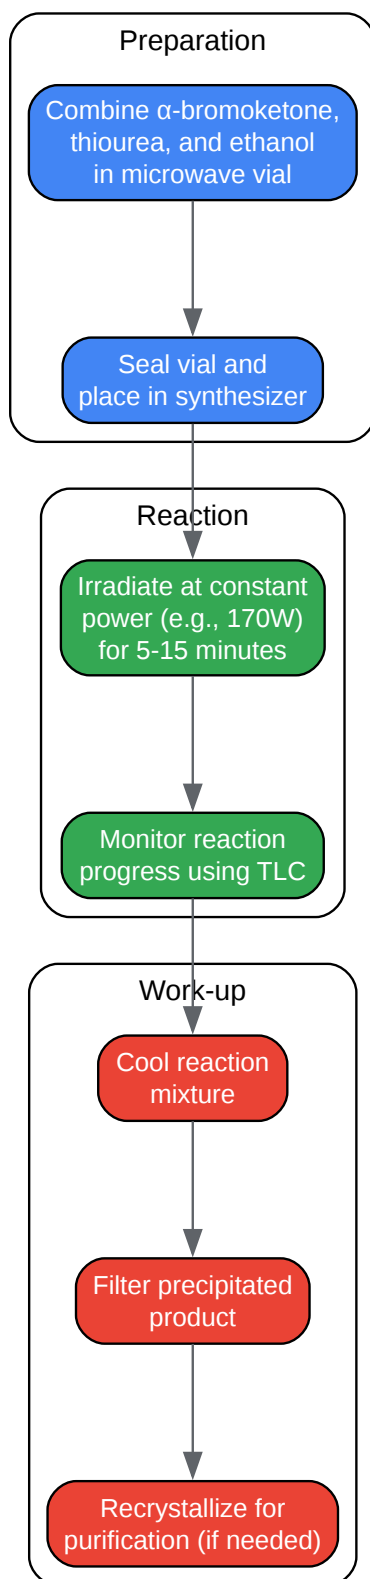 Preparation
Combine α-bromoketone,
thiourea, and ethanol
in microwave vial
Seal vial and
place in synthesizer
Reaction
Irradiate at constant
power (e.g., 170W)
for 5-15 minutes
Monitor reaction
progress using TLC
Work-up
Cool reaction
mixture
Filter precipitated
product
Recrystallize for
purification (if needed)